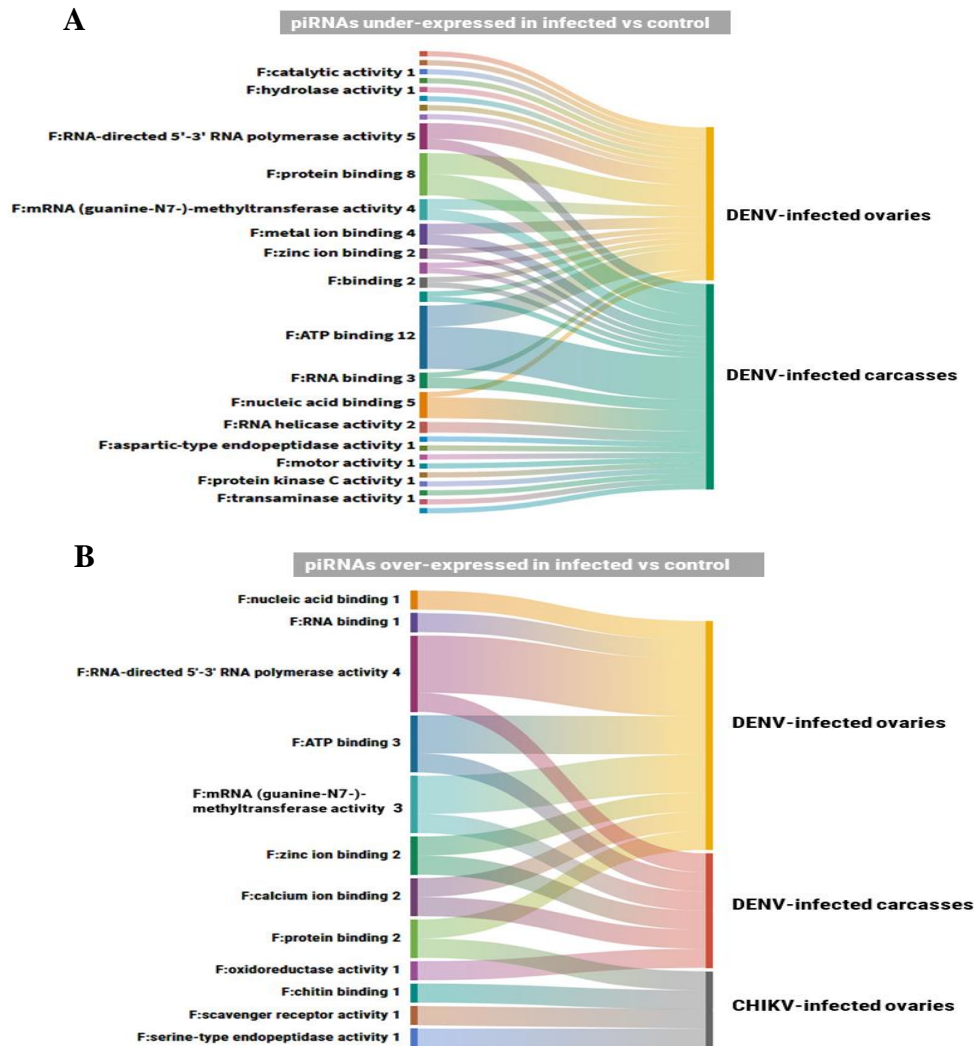 A
piRNAs under-expressed in infected vs control
F:catalytic activity 1
F:hydrolase activity 1
F:RNA-directed 5'-3' RNA polymerase activity 5
F:protein binding 8
F:mRNA (guanine-N7-)-methyltransferase activity 4
F:metal ion binding 4
F:zinc ion binding 2
F:binding 2
F:ATP binding 12
F:RNA binding 3
F:nucleic acid binding 5
F:RNA helicase activity 2
F:aspartic-type endopeptidase activity 1
F:motor activity 1
F:protein kinase C activity 1
F:transaminase activity 1
DENV-infected ovaries
DENV-infected carcasses
B
piRNAs over-expressed in infected vs control
F:nucleic acid binding 1
F:RNA binding 1
F:RNA-directed 5'-3' RNA polymerase activity 4
F:ATP binding 3
F:mRNA (guanine-N7-)-
methyltransferase activity 3
F:zinc ion binding 2
F:calcium ion binding 2
F:protein binding 2
F:oxidoreductase activity 1
F:chitin binding 1
F:scavenger receptor activity 1
F:serine-type endopeptidase activity 1
DENV-infected ovaries
DENV-infected carcasses
CHIKV-infected ovaries